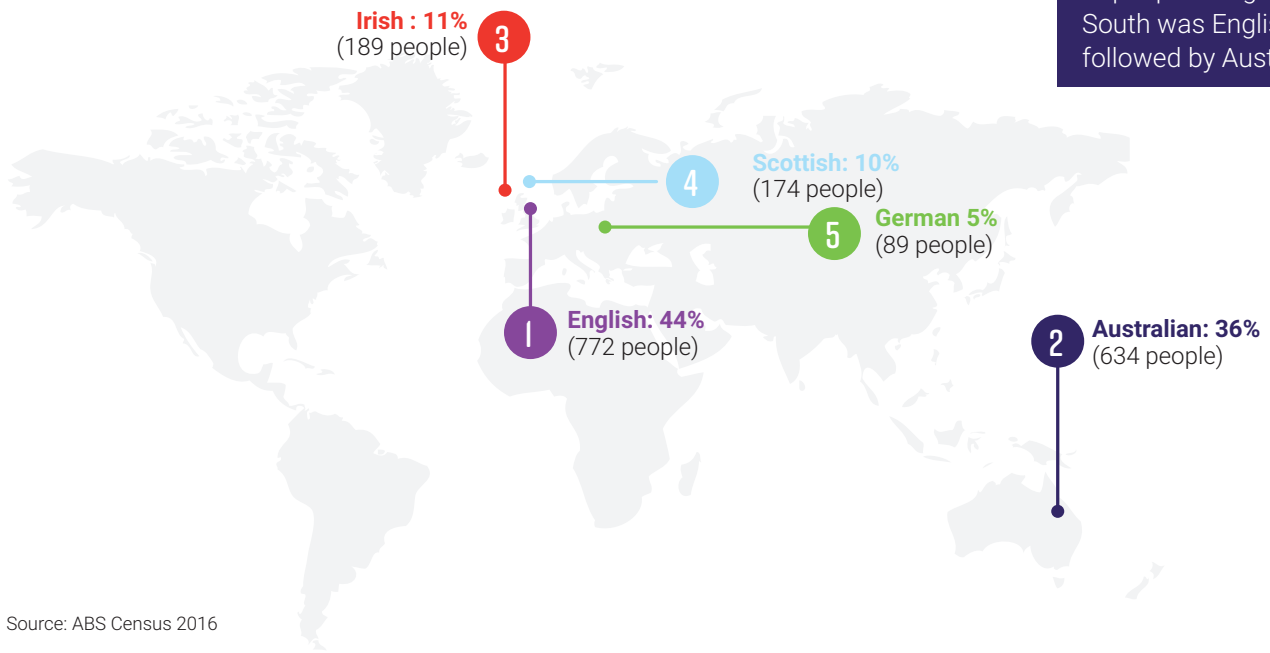 South was English
followed by Aust
Irish : 11%
(189 people)
3
Scottish: 10%
(174 people)
4
German 5%
(89 people)
5
English: 44%
(772 people)
1
Australian: 36%
(634 people)
2
Source: ABS Census 2016